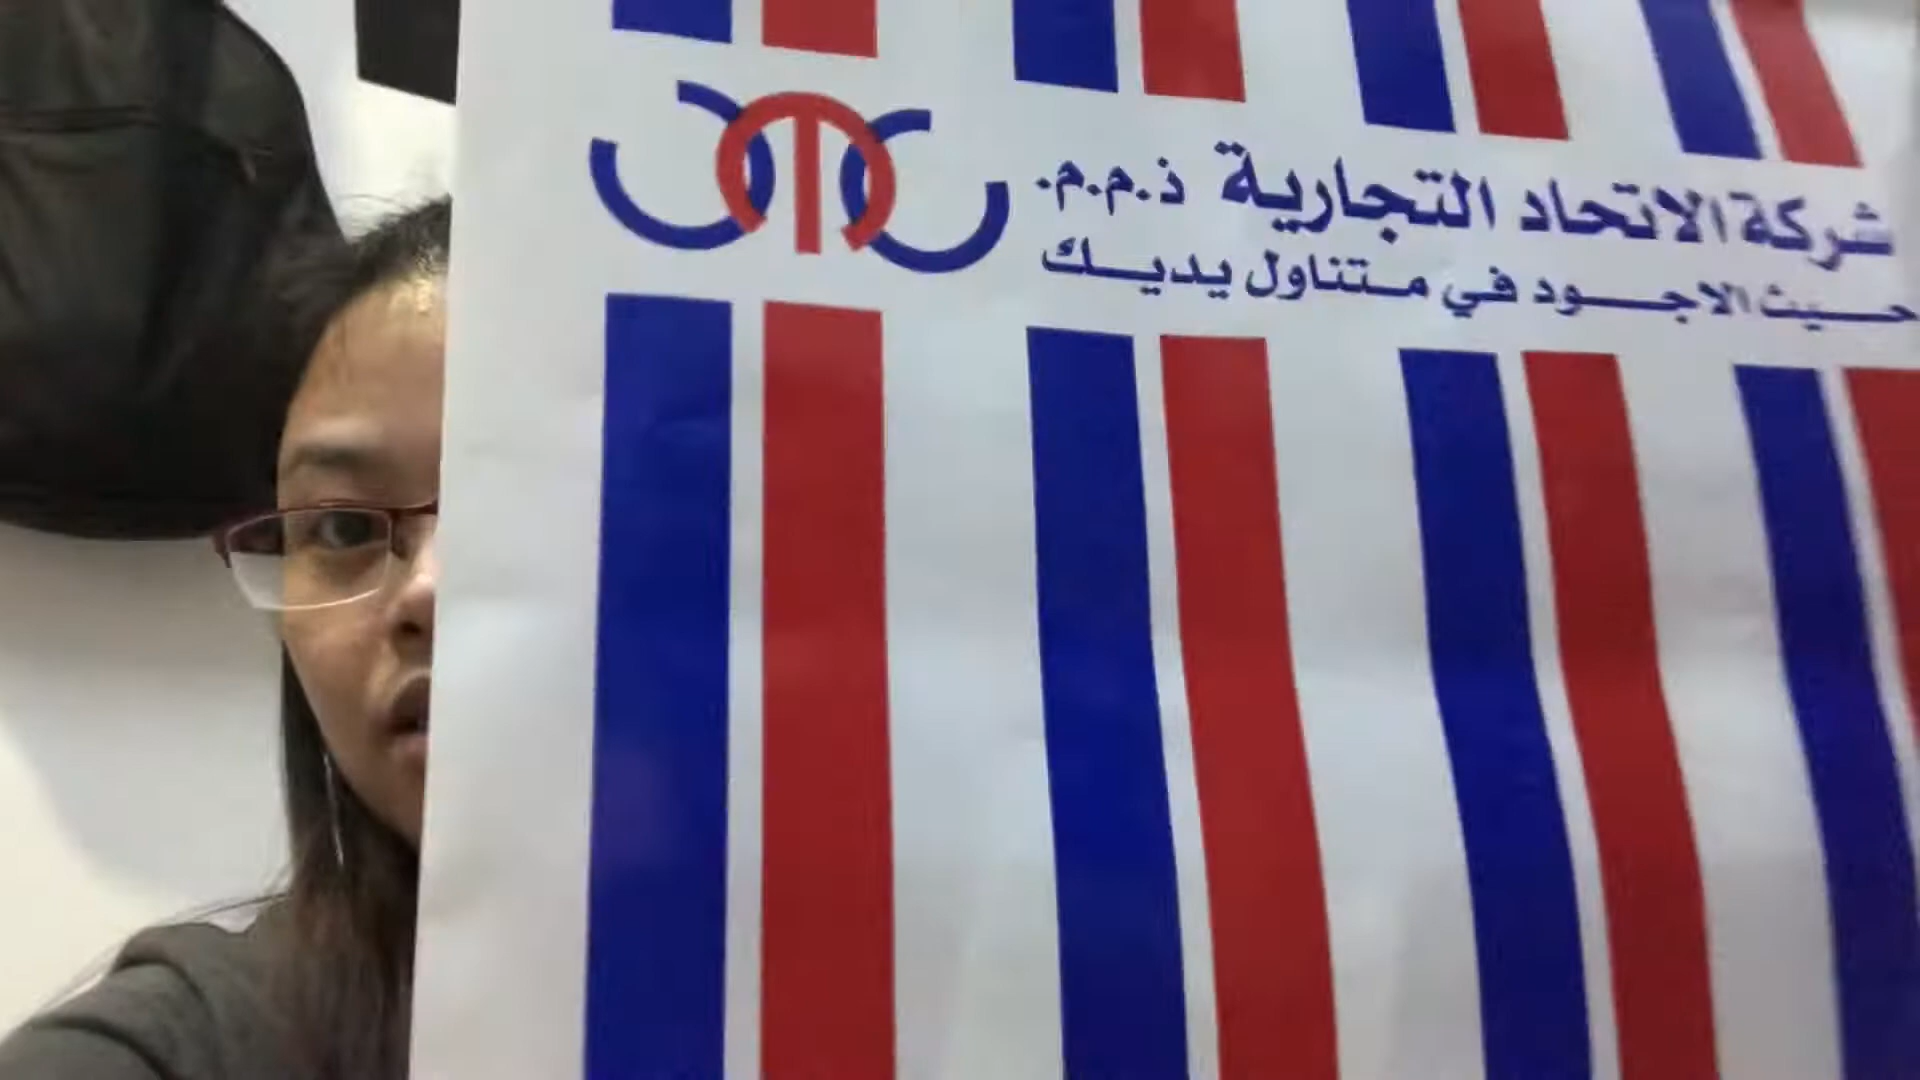 شركة الاتحاد التجارية ذ.م.م.
حيث الاجود في متناول يديك